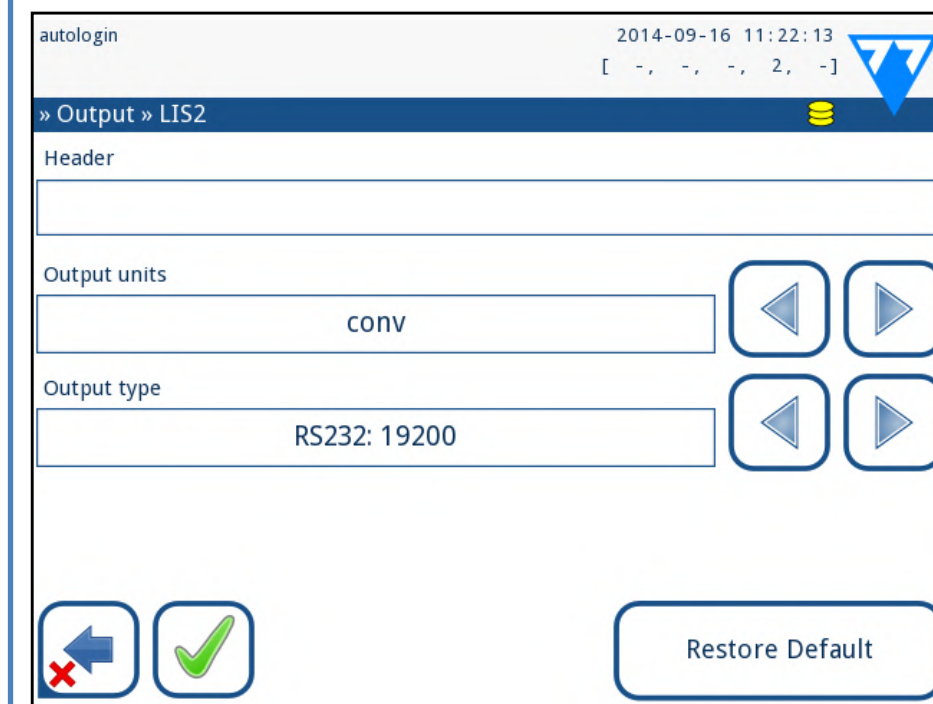 autologin
2014-09-16 11:22:13
[ -, -, -, 2, -]
» Output » LIS2
Header
Output units
conv
Output type
RS232: 19200
Restore Default